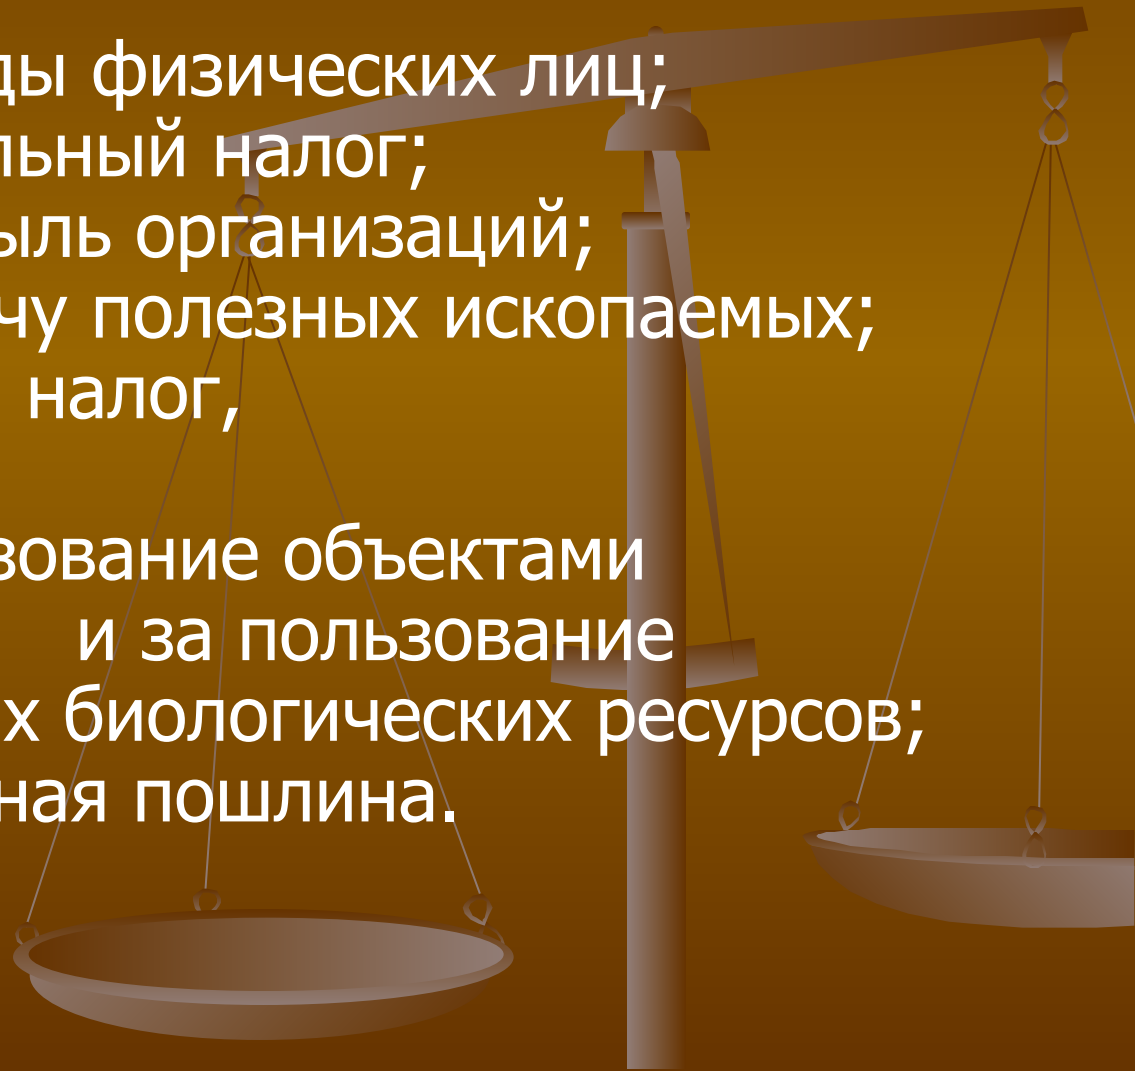 ды физических лиц;
льный налог;
ыль организаций;
чу полезных ископаемых;
налог,
зование объектами
и за пользование
х биологических ресурсов;
ная пошлина.